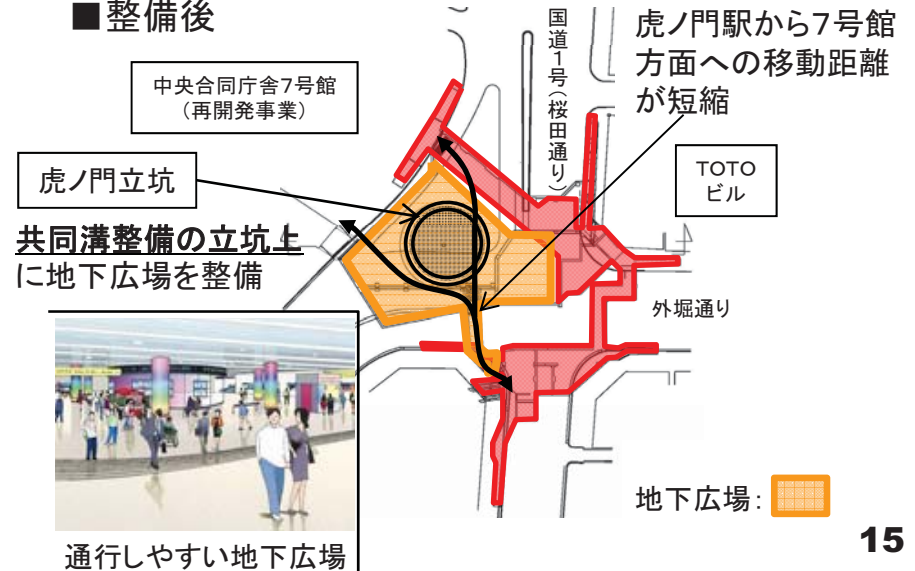 ■整備後
中央合同庁舎7号館
(再開発事業)
国道1号(桜田通り)
虎ノ門駅から7号館
方面への移動距離
が短縮
虎ノ門立坑
TOTO
ビル
共同溝整備の立坑上
に地下広場を整備
外堀通り
地下広場:
通行しやすい地下広場
15